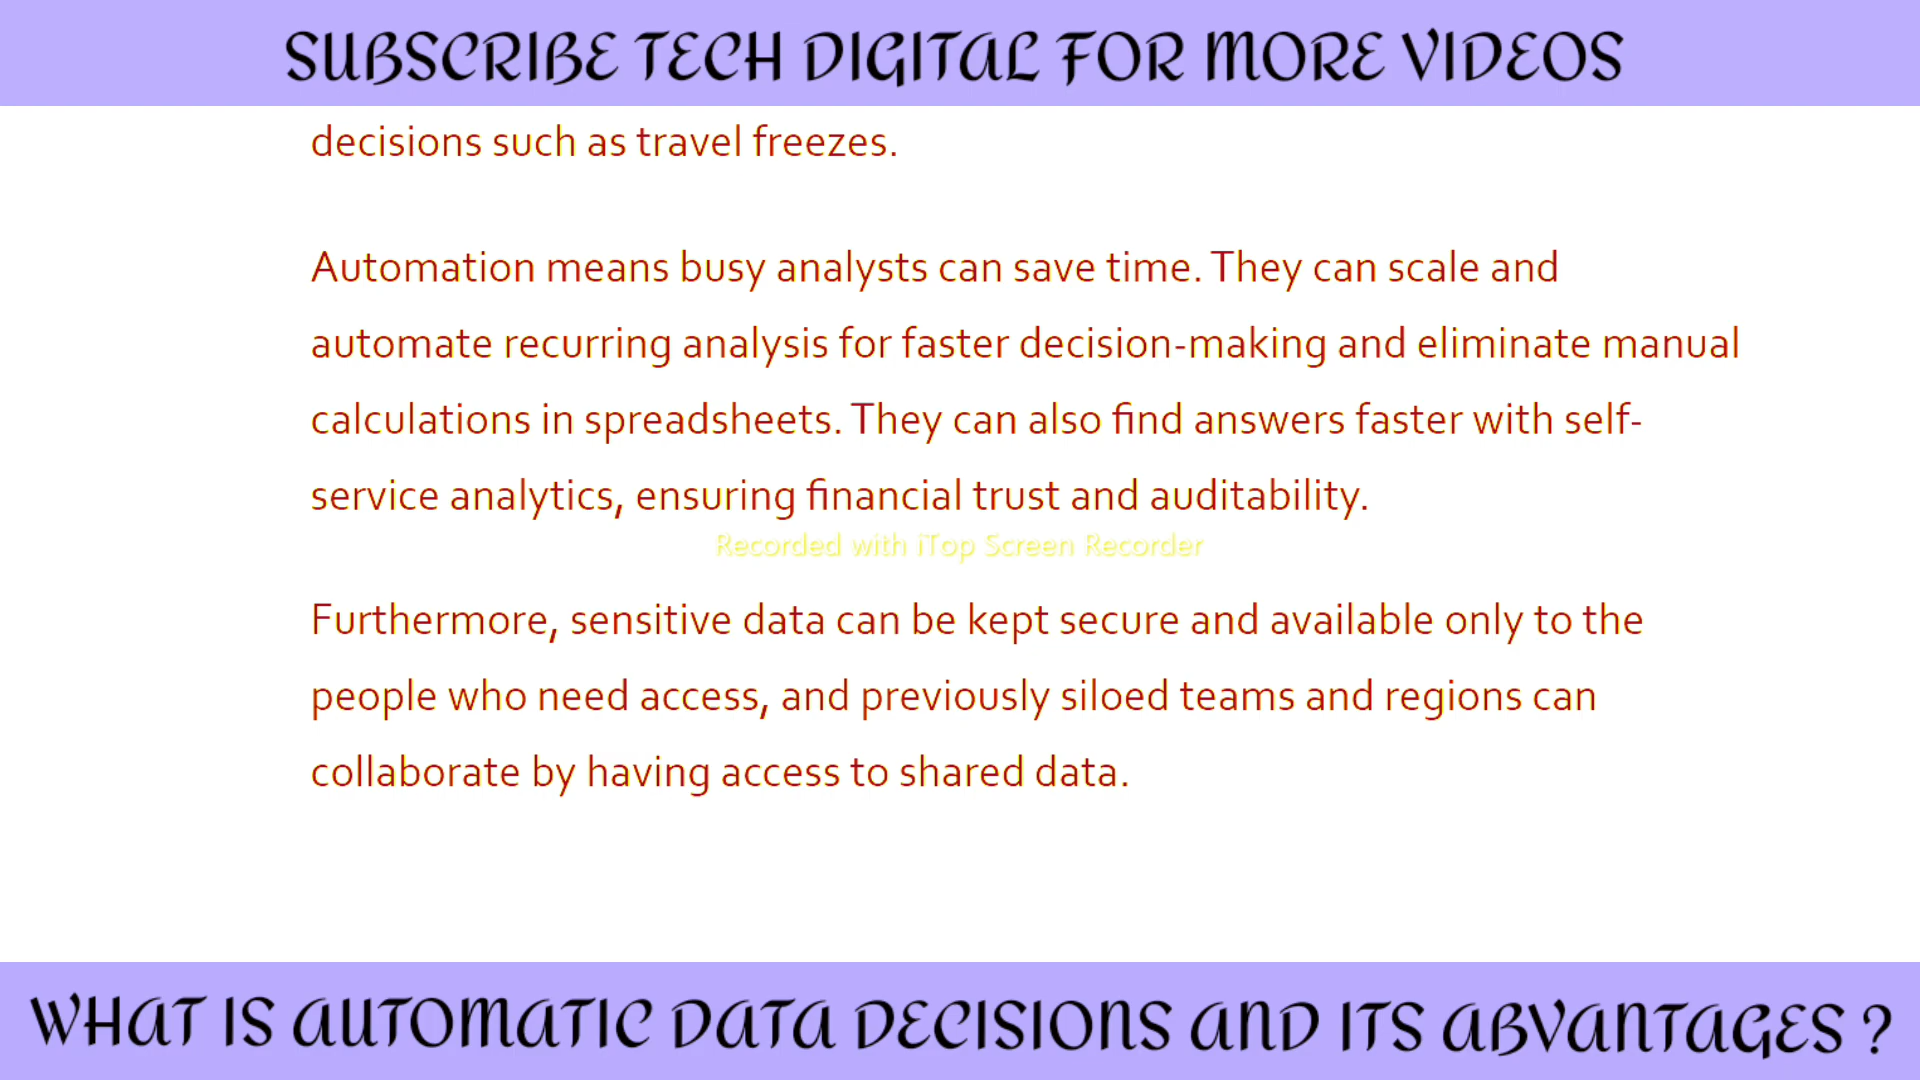 SUBSCRIBE TECH DIGITAL FOR MORE VIDEOS
decisions such as travel freezes.
Automation means busy analysts can save time. They can scale and
automate recurring analysis for faster decision-making and eliminate manual
calculations in spreadsheets. They can also find answers faster with self-
service analytics, ensuring financial trust and auditability.
Recorded with iTop Screen Recorder
Furthermore, sensitive data can be kept secure and available only to the
people who need access, and previously siloed teams and regions can
collaborate by having access to shared data.
WHAT IS AUTOMATIC DATA DECISIONS AND ITS ABVANTAGES ?